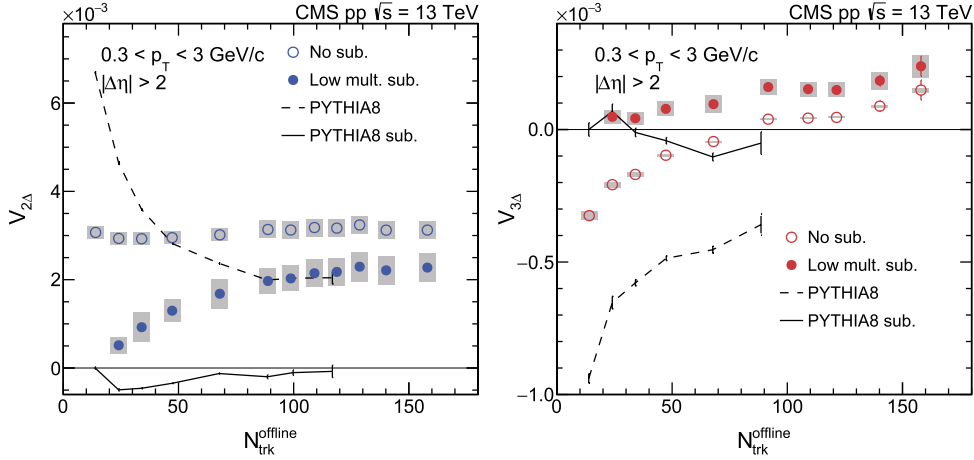 ×10⁻³ CMS pp √s = 13 TeV
0.3 < p_T < 3 GeV/c
|Δη| > 2
No sub.
Low mult. sub.
PYTHIA8
PYTHIA8 sub.
V_2Δ
6
4
2
0
0 50 100 150
N_trk^offline
×10⁻³ CMS pp √s = 13 TeV
0.3 < p_T < 3 GeV/c
|Δη| > 2
No sub.
Low mult. sub.
PYTHIA8
PYTHIA8 sub.
V_3Δ
0.0
−0.5
−1.0
0 50 100 150
N_trk^offline